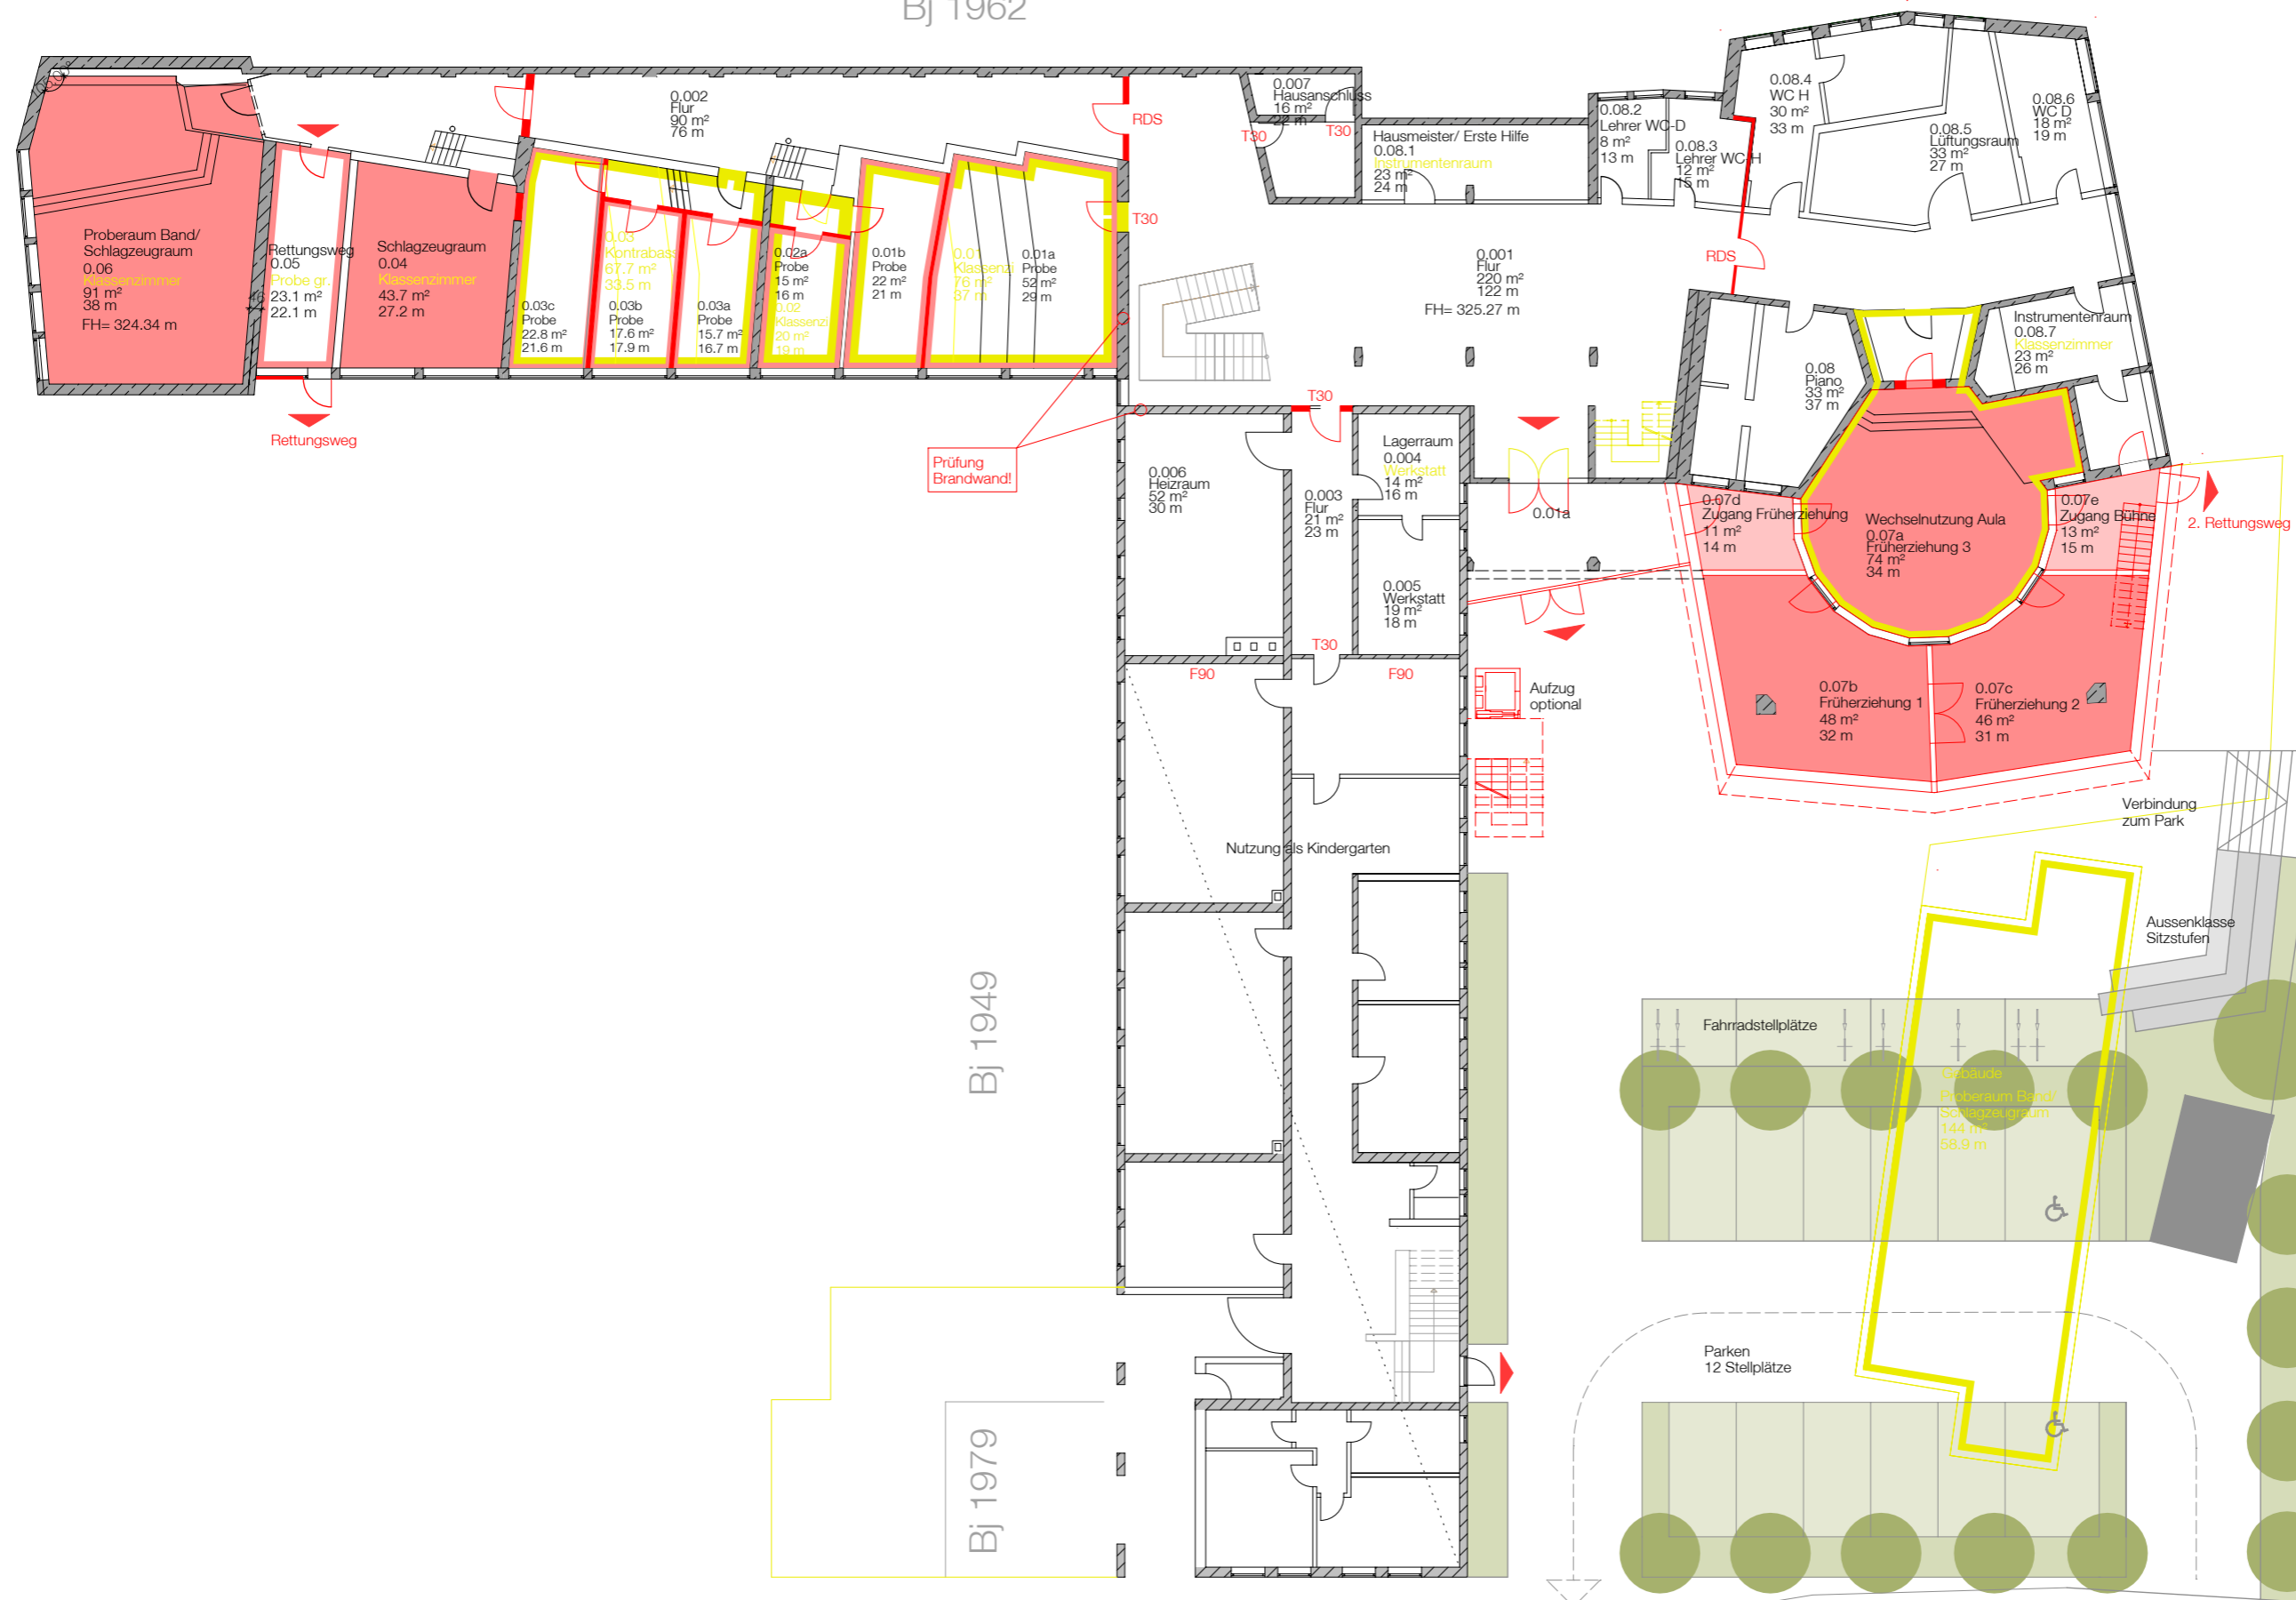 Bj 1962
0.002
Flur
90 m²
76 m
RDS
0.007
Hausanschluss
16 m²
22 m
T30
T30
Hausmeister/ Erste Hilfe
0.08.1
Instrumentenraum
23 m²
24 m
0.08.2
Lehrer WC-D
8 m²
13 m
0.08.3
Lehrer WC-H
12 m²
15 m
0.08.4
WC H
30 m²
33 m
0.08.5
Lüftungsraum
33 m²
27 m
0.08.6
WC D
18 m²
19 m
Proberaum Band/
Schlagzeugraum
0.06
Klassenzimmer
91 m²
38 m
FH= 324.34 m
Rettungsweg
0.05
Probe gr.
23.1 m²
22.1 m
Schlagzeugraum
0.04
Klassenzimmer
43.7 m²
27.2 m
0.03c
Probe
22.8 m²
21.6 m
0.03
Kontrabass
67.7 m²
33.5 m
0.03b
Probe
17.6 m²
17.9 m
0.03a
Probe
15.7 m²
16.7 m
0.02a
Probe
15 m²
16 m
0.02
Klassenzi
20 m²
19 m
0.01b
Probe
22 m²
21 m
0.01
Klassenzi
76 m²
37 m
0.01a
Probe
52 m²
29 m
T30
0.001
Flur
220 m²
122 m
FH= 325.27 m
RDS
0.08
Piano
33 m²
37 m
Instrumentenraum
0.08.7
Klassenzimmer
23 m²
26 m
Rettungsweg
Prüfung
Brandwand!
T30
0.006
Heizraum
52 m²
30 m
0.003
Flur
21 m²
23 m
Lagerraum
0.004
Werkstatt
14 m²
16 m
0.005
Werkstatt
19 m²
18 m
0.01a
0.07d
Zugang Früherziehung
11 m²
14 m
Wechselnutzung Aula
0.07a
Früherziehung 3
74 m²
34 m
0.07e
Zugang Bühne
13 m²
15 m
2. Rettungsweg
T30
F90
F90
Aufzug
optional
0.07b
Früherziehung 1
48 m²
32 m
0.07c
Früherziehung 2
46 m²
31 m
Verbindung
zum Park
Nutzung als Kindergarten
Aussenklasse
Sitzstufen
Bj 1949
Fahrradstellplätze
Gebäude
Proberaum Band/
Schlagzeugraum
144 m²
58.9 m
Parken
12 Stellplätze
Bj 1979